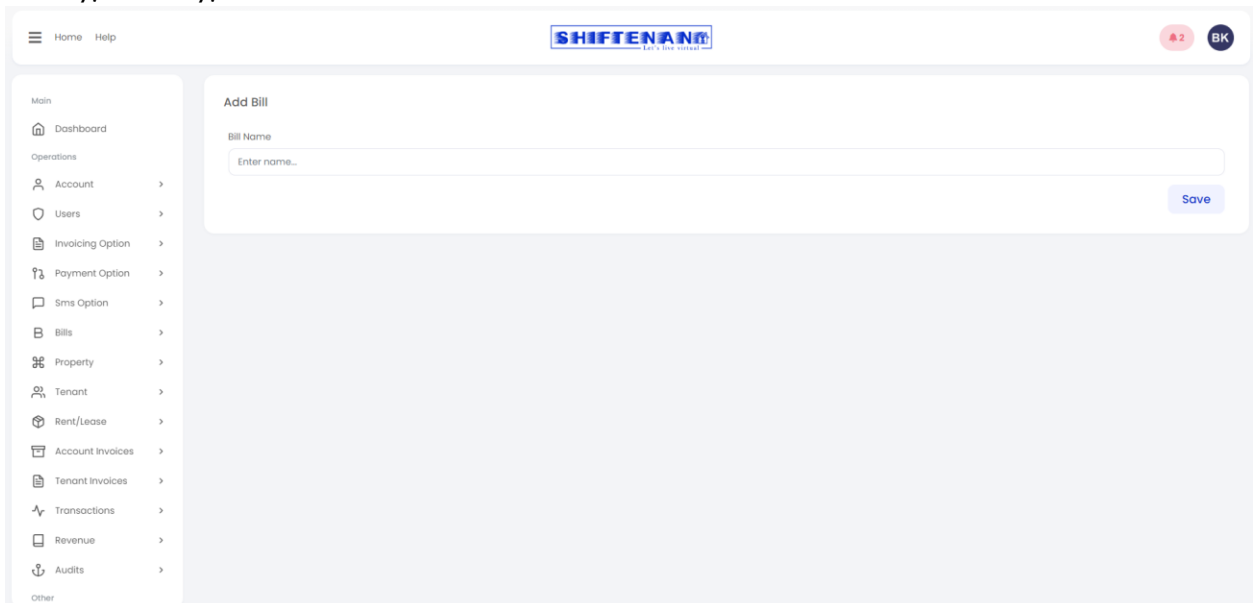 Home Help
SHIFTENANT
Let's live virtual
2
BK
Main
Dashboard
Operations
Account
Users
Invoicing Option
Payment Option
Sms Option
Bills
Property
Tenant
Rent/Lease
Account Invoices
Tenant Invoices
Transactions
Revenue
Audits
Other
Add Bill
Bill Name
Enter name...
Save